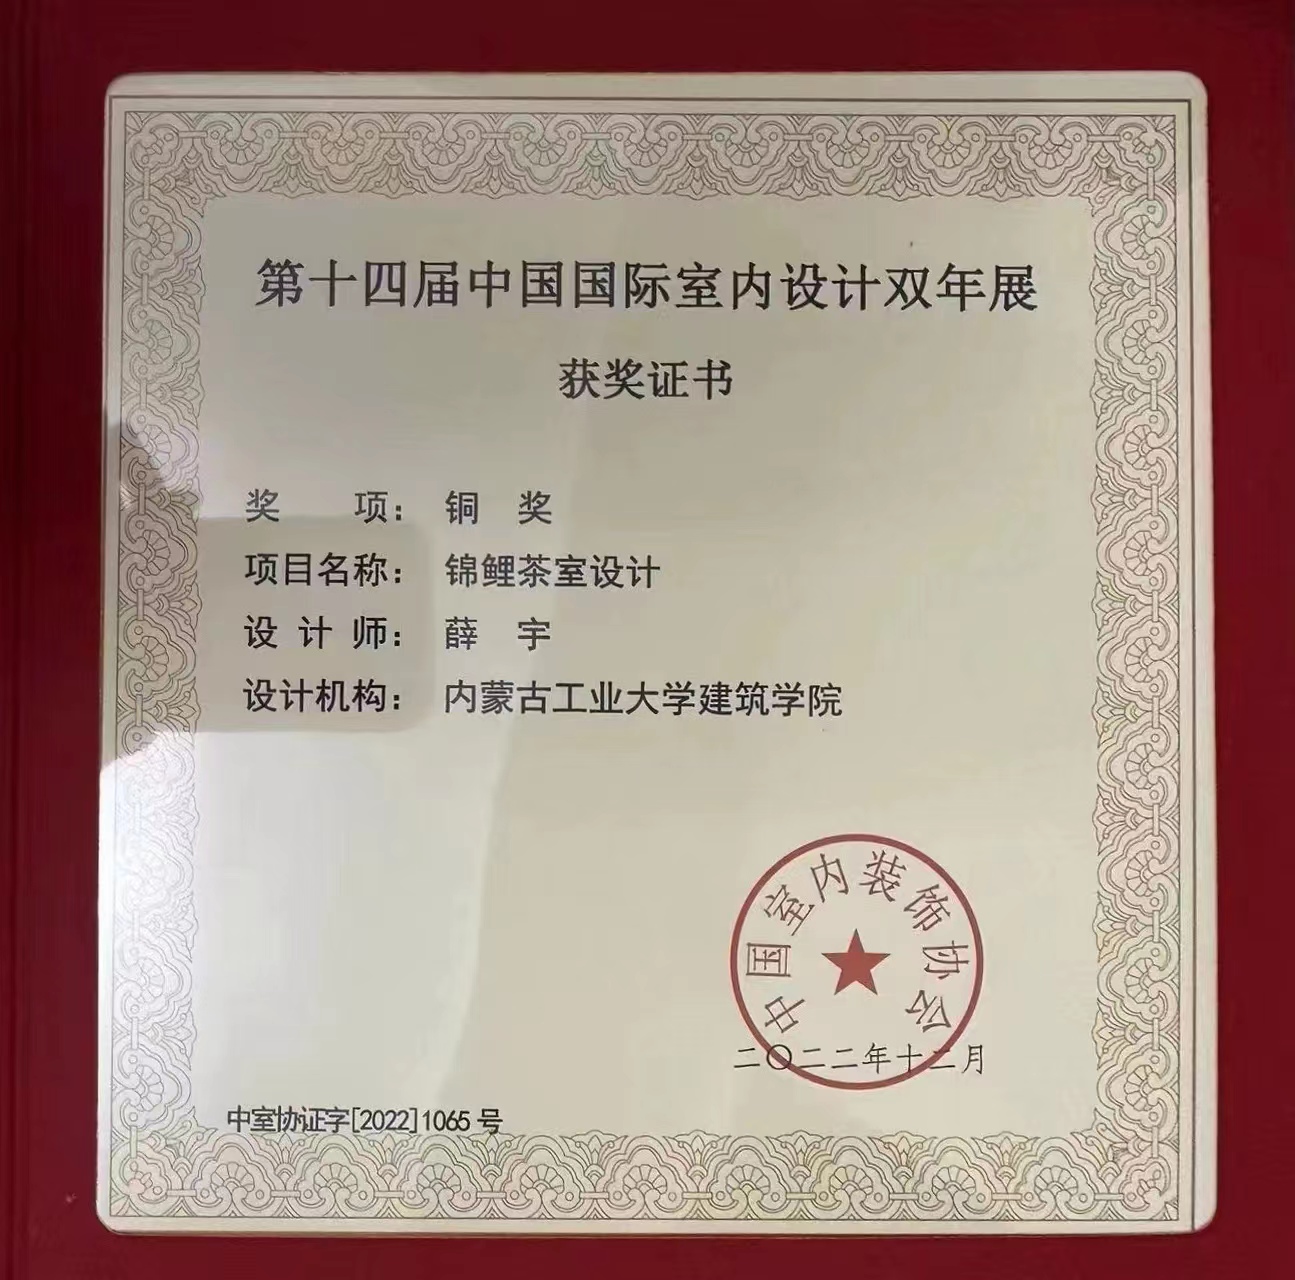 第十四届中国国际室内设计双年展
获奖证书
奖 项： 铜 奖
项目名称： 锦鲤茶室设计
设 计 师： 薛 宇
设计机构： 内蒙古工业大学建筑学院
中国室内装饰协会
二〇二二年十二月
中室协证字[2022]1065 号